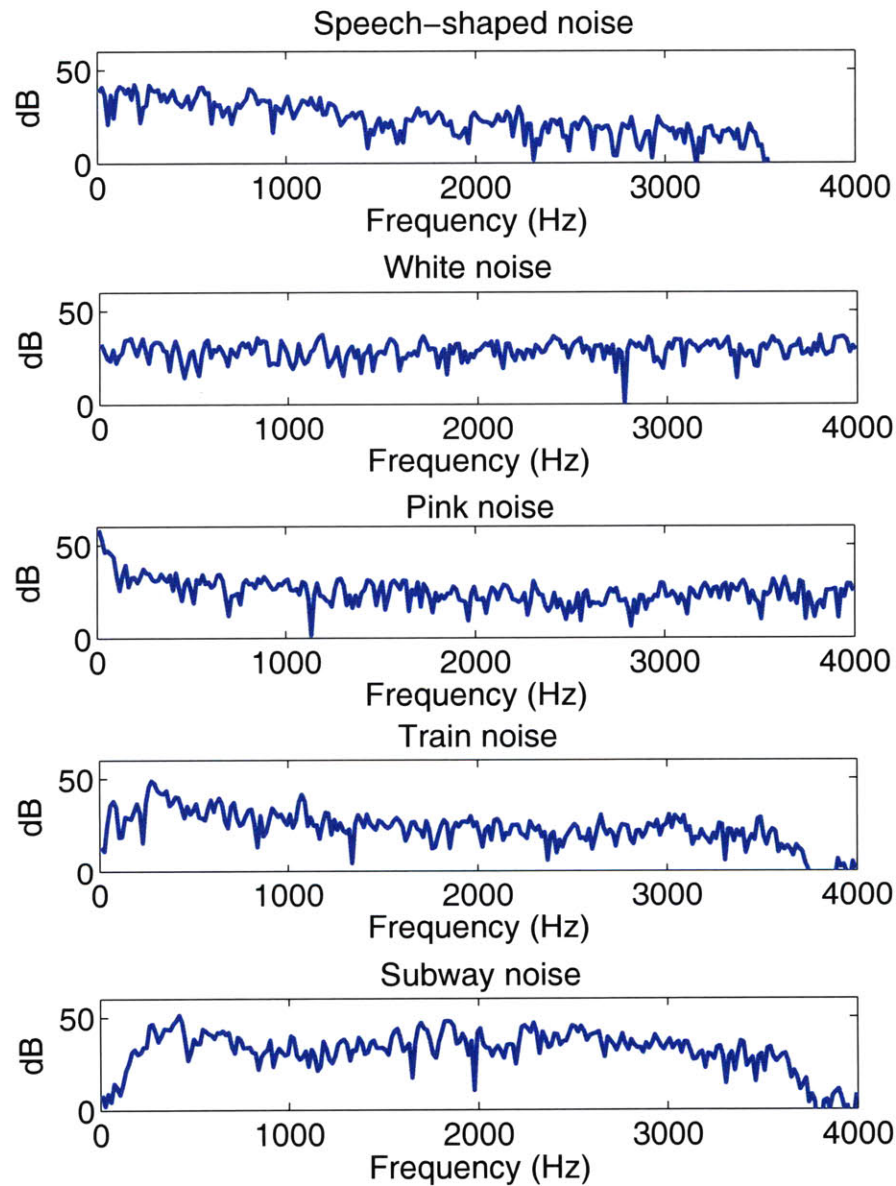 Speech−shaped noise
dB
50
0
0 1000 2000 3000 4000
Frequency (Hz)
White noise
dB
50
0
0 1000 2000 3000 4000
Frequency (Hz)
Pink noise
dB
50
0
0 1000 2000 3000 4000
Frequency (Hz)
Train noise
dB
50
0
0 1000 2000 3000 4000
Frequency (Hz)
Subway noise
dB
50
0
0 1000 2000 3000 4000
Frequency (Hz)